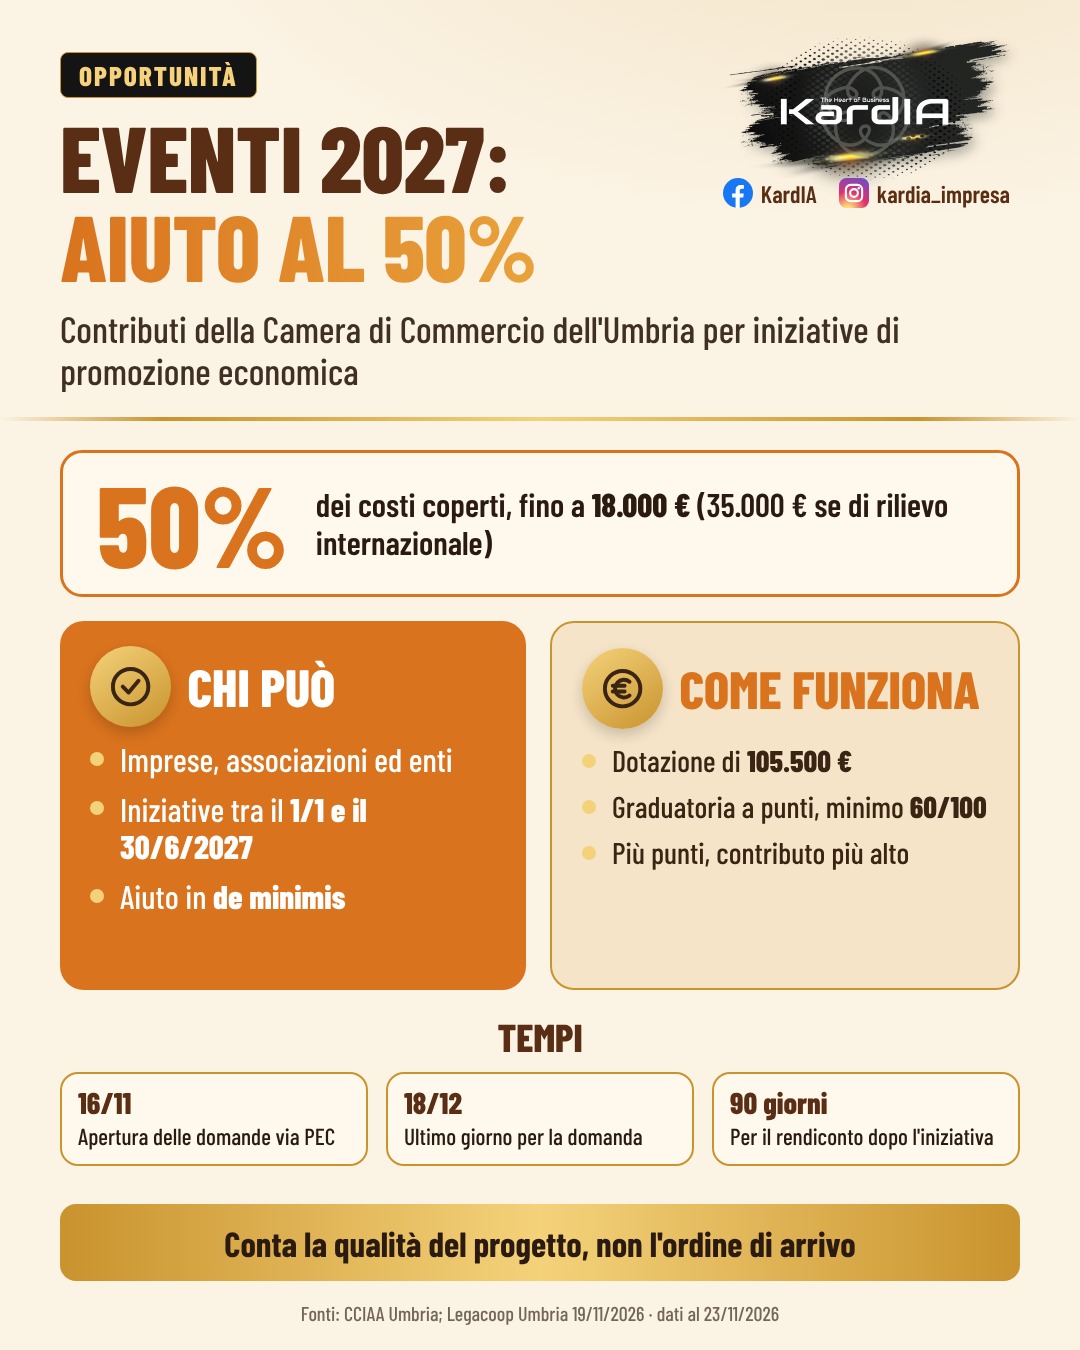 OPPORTUNITÀ
The Heart of Business
KardIA
KardIA
kardia_impresa
EVENTI 2027:
AIUTO AL 50%
Contributi della Camera di Commercio dell'Umbria per iniziative di
promozione economica
50%
dei costi coperti, fino a 18.000 € (35.000 € se di rilievo
internazionale)
CHI PUÒ
Imprese, associazioni ed enti
Iniziative tra il 1/1 e il
30/6/2027
Aiuto in de minimis
COME FUNZIONA
Dotazione di 105.500 €
Graduatoria a punti, minimo 60/100
Più punti, contributo più alto
TEMPI
16/11
Apertura delle domande via PEC
18/12
Ultimo giorno per la domanda
90 giorni
Per il rendiconto dopo l'iniziativa
Conta la qualità del progetto, non l'ordine di arrivo
Fonti: CCIAA Umbria; Legacoop Umbria 19/11/2026 · dati al 23/11/2026